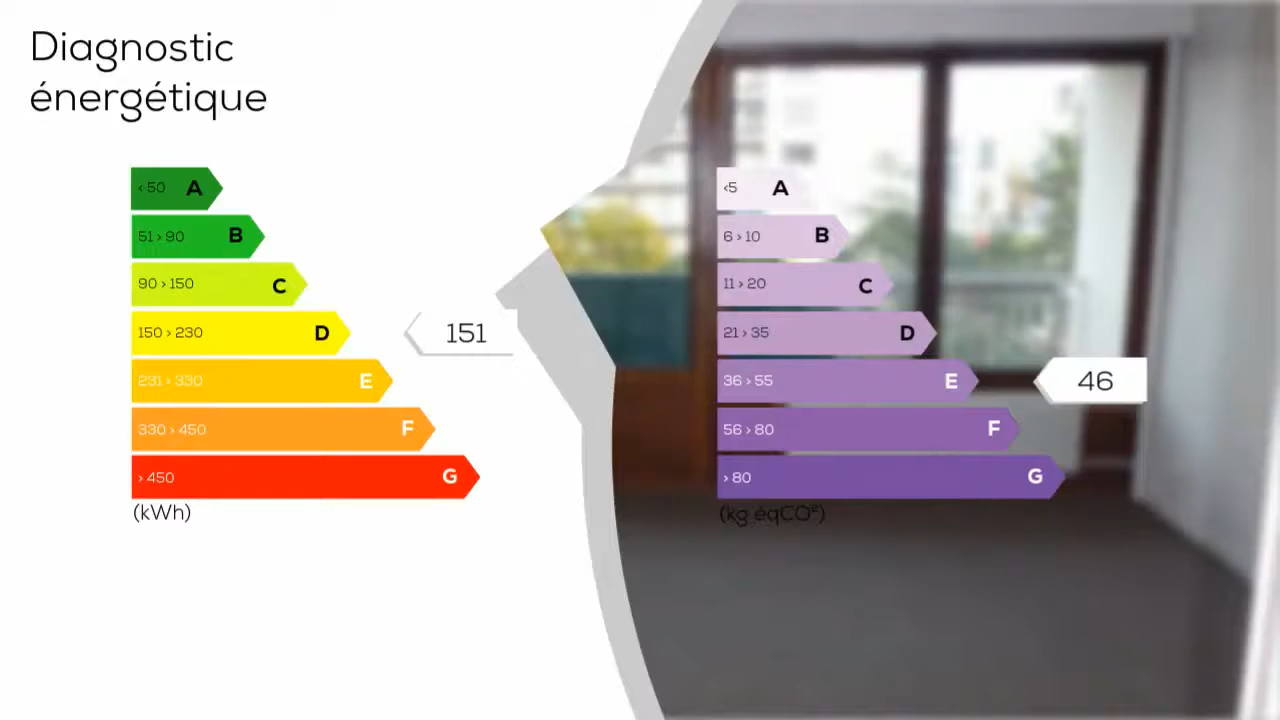 Diagnostic
énergétique
< 50 A
51 > 90 B
90 > 150 C
150 > 230 D
231 > 330 E
330 > 450 F
> 450 G
(kWh)
151
<5 A
6 > 10 B
11 > 20 C
21 > 35 D
36 > 55 E
56 > 80 F
> 80 G
(kg éqCO²)
46